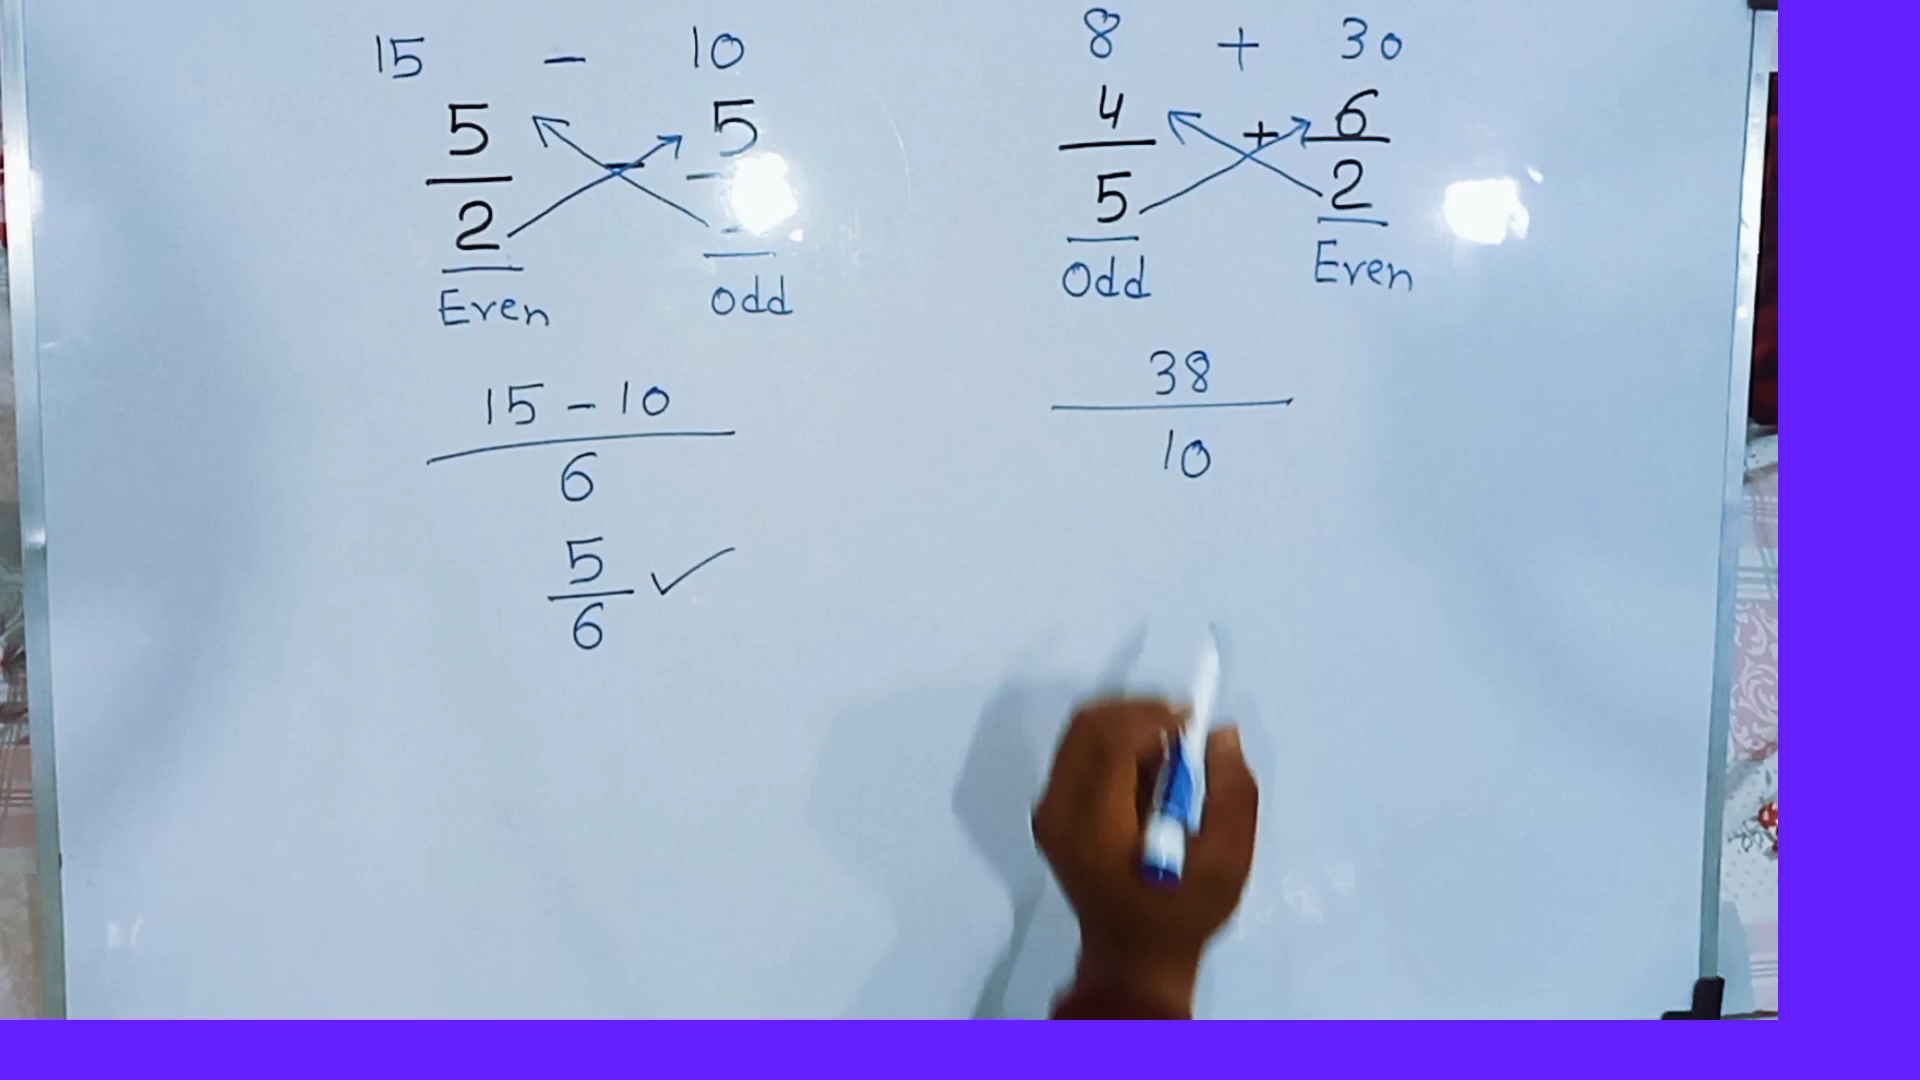 15 - 10
5/2 - 5/
Even odd
15 - 10
6
5/6 ✓
8 + 30
4/5 + 6/2
Odd Even
38
10